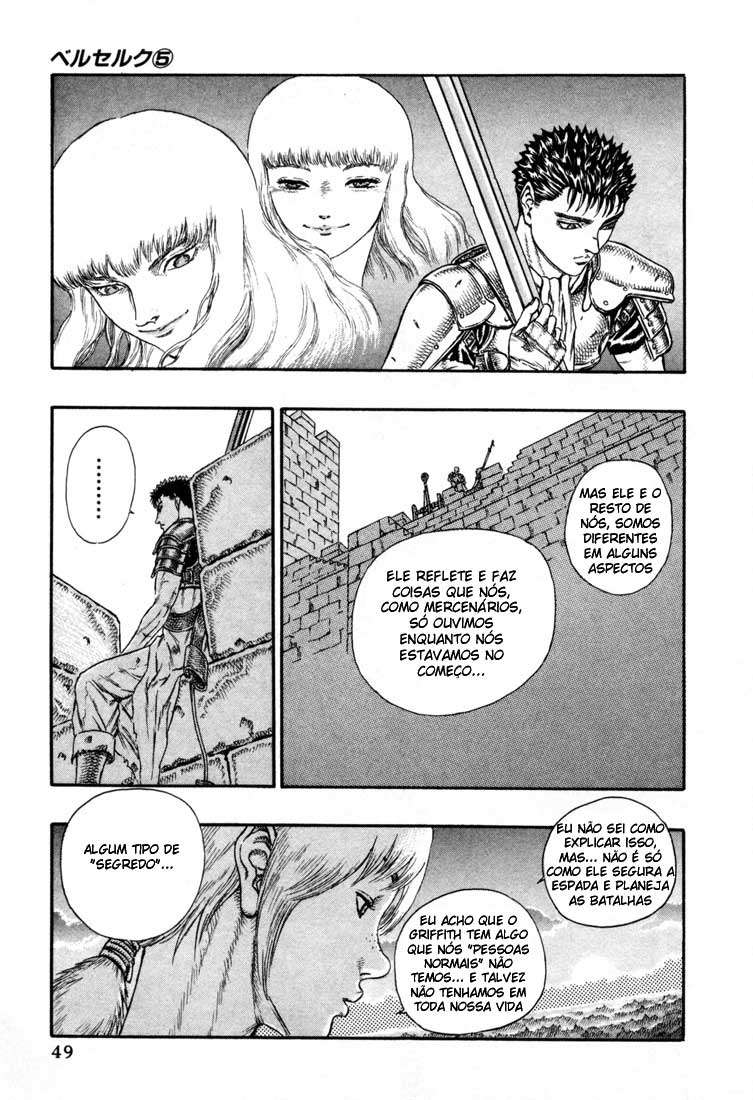 ベルセルク⑤
MAS ELE E O
RESTO DE
NÓS, SOMOS
DIFERENTES
EM ALGUNS
ASPECTOS
ELE REFLETE E FAZ
COISAS QUE NÓS,
COMO MERCENÁRIOS,
SÓ OUVIMOS
ENQUANTO NÓS
ESTAVAMOS NO
COMEÇO...
.........
EU NÃO SEI COMO
EXPLICAR ISSO,
MAS... NÃO É SÓ
COMO ELE SEGURA A
ESPADA E PLANEJA
AS BATALHAS
EU ACHO QUE O
GRIFFITH TEM ALGO
QUE NÓS "PESSOAS
NORMAIS" NÃO
TEMOS... E TALVEZ
NÃO TENHAMOS EM
TODA NOSSA VIDA
ALGUM TIPO DE
"SEGREDO"...
49